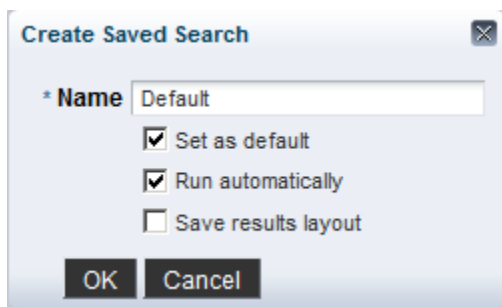 Create Saved Search
* Name Default
Set as default
Run automatically
Save results layout
OK Cancel